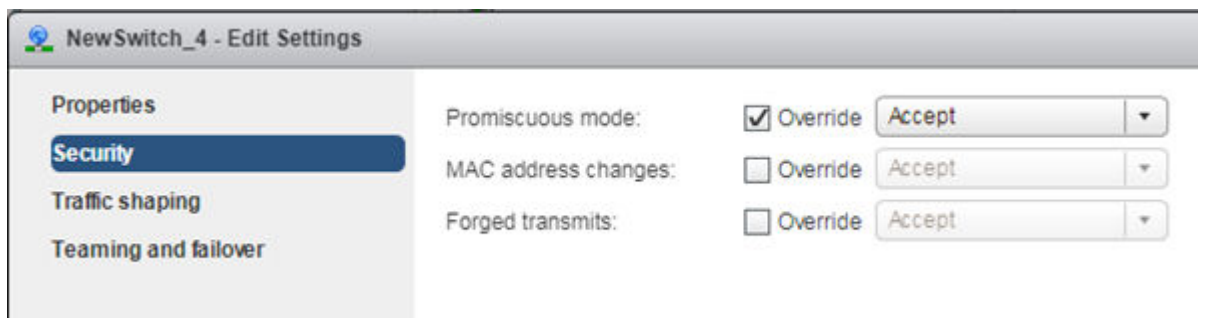 NewSwitch_4 - Edit Settings
Properties
Security
Traffic shaping
Teaming and failover
Promiscuous mode: Override Accept
MAC address changes: Override Accept
Forged transmits: Override Accept